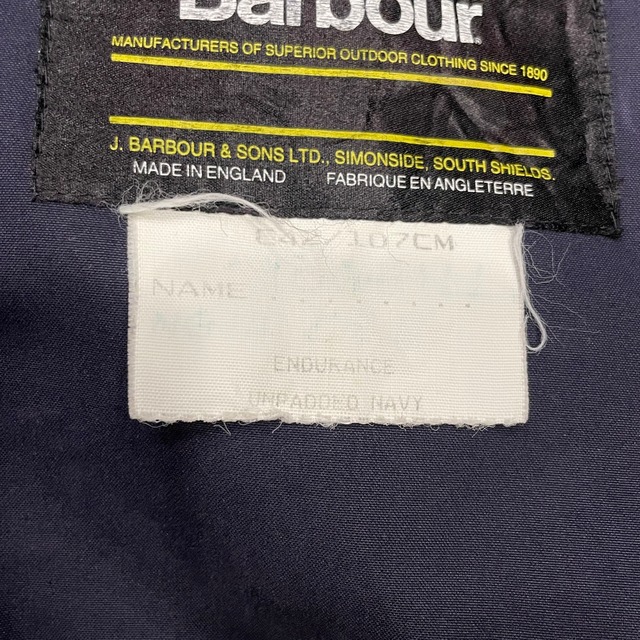 Barbour
MANUFACTURERS OF SUPERIOR OUTDOOR CLOTHING SINCE 1890
J. BARBOUR & SONS LTD., SIMONSIDE, SOUTH SHIELDS.
MADE IN ENGLAND FABRIQUE EN ANGLETERRE
C42/107CM
NAME ........
ENDURANCE
UNPADDED NAVY